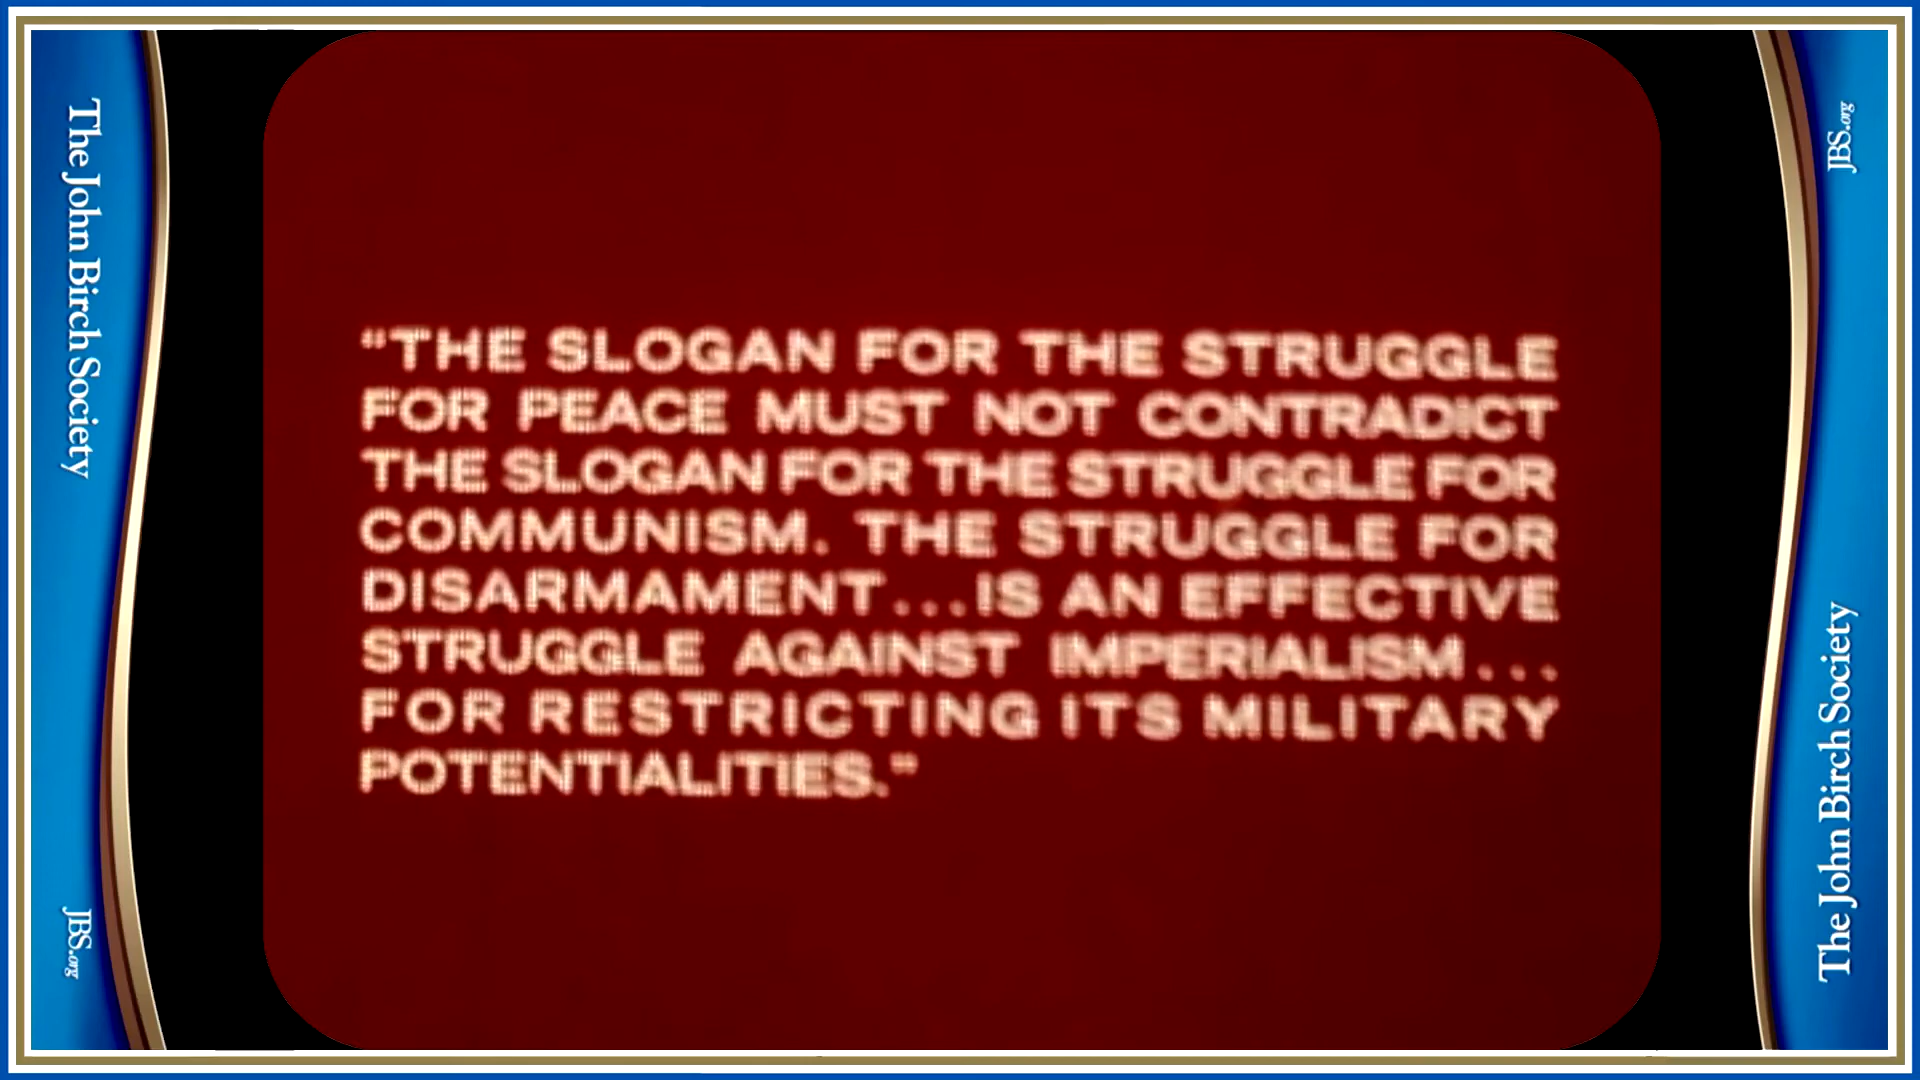 The John Birch Society
JBS.org
“THE SLOGAN FOR THE STRUGGLE
FOR PEACE MUST NOT CONTRADICT
THE SLOGAN FOR THE STRUGGLE FOR
COMMUNISM. THE STRUGGLE FOR
DISARMAMENT...IS AN EFFECTIVE
STRUGGLE AGAINST IMPERIALISM...
FOR RESTRICTING ITS MILITARY
POTENTIALITIES.”
JBS.org
The John Birch Society